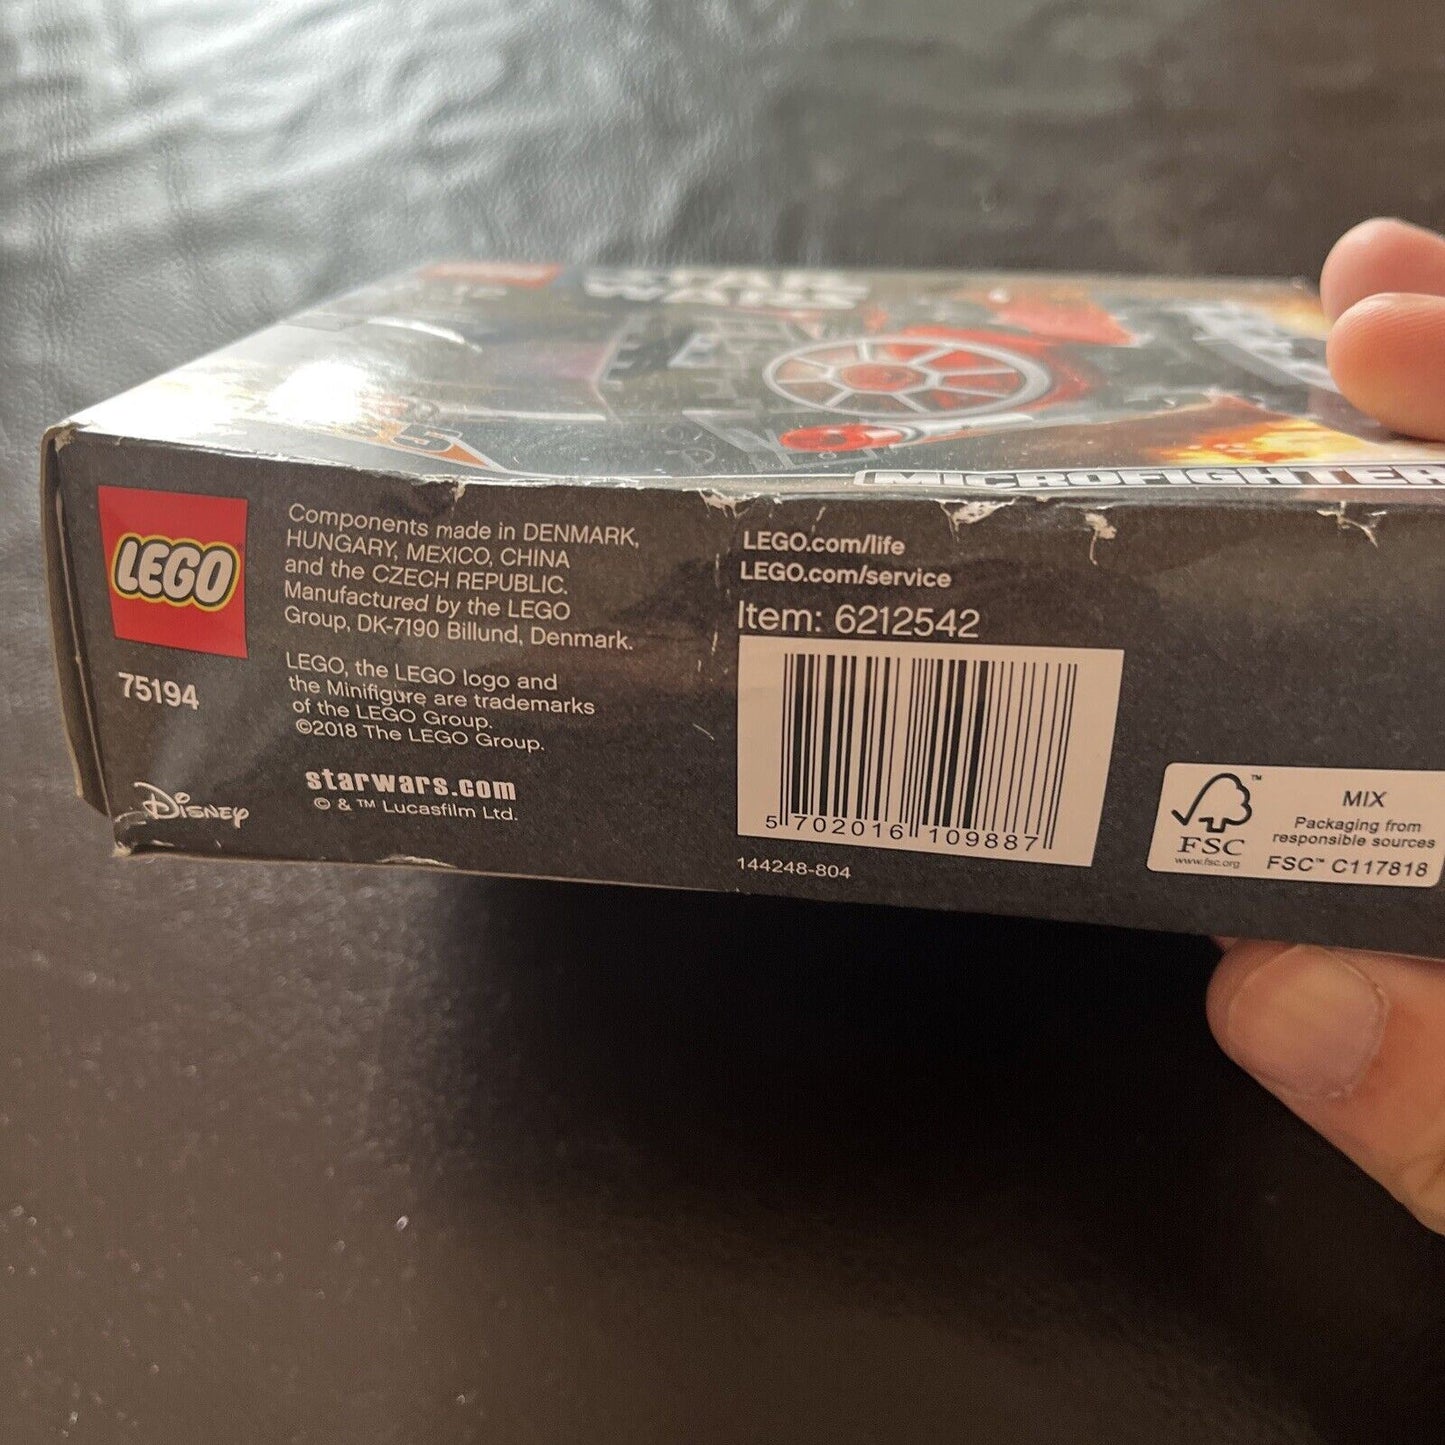 STAR
WARS
MICROFIGHTER
LEGO
75194
Disney
Components made in DENMARK,
HUNGARY, MEXICO, CHINA
and the CZECH REPUBLIC.
Manufactured by the LEGO
Group, DK-7190 Billund, Denmark.
LEGO, the LEGO logo and
the Minifigure are trademarks
of the LEGO Group.
©2018 The LEGO Group.
starwars.com
© & ™ Lucasfilm Ltd.
LEGO.com/life
LEGO.com/service
Item: 6212542
5 702016 109887
144248-804
™
FSC
www.fsc.org
MIX
Packaging from
responsible sources
FSC™ C117818